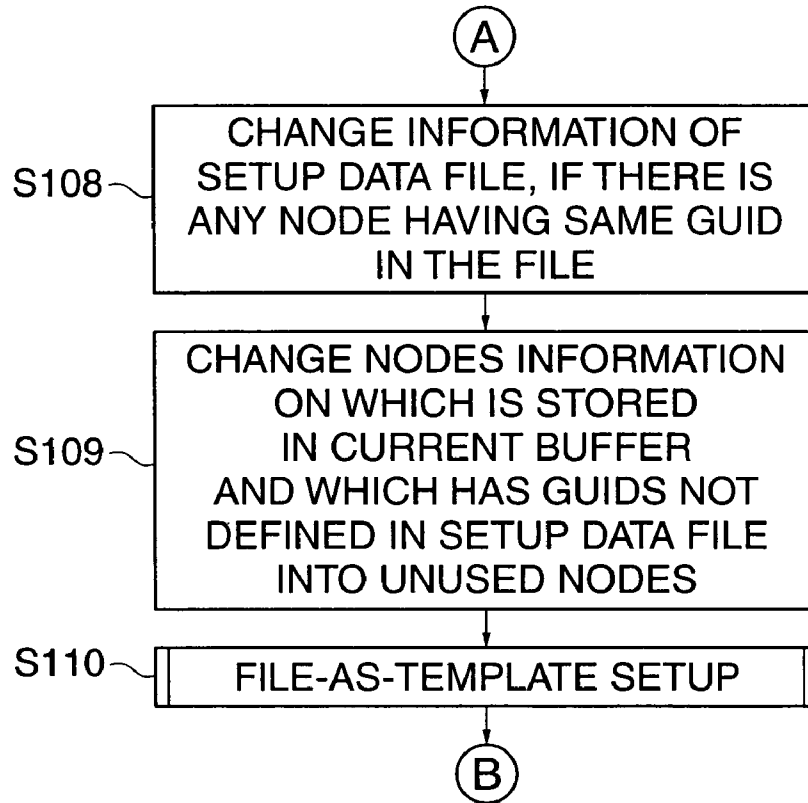 A
S108
CHANGE INFORMATION OF
SETUP DATA FILE, IF THERE IS
ANY NODE HAVING SAME GUID
IN THE FILE
S109
CHANGE NODES INFORMATION
ON WHICH IS STORED
IN CURRENT BUFFER
AND WHICH HAS GUIDS NOT
DEFINED IN SETUP DATA FILE
INTO UNUSED NODES
S110
FILE-AS-TEMPLATE SETUP
B